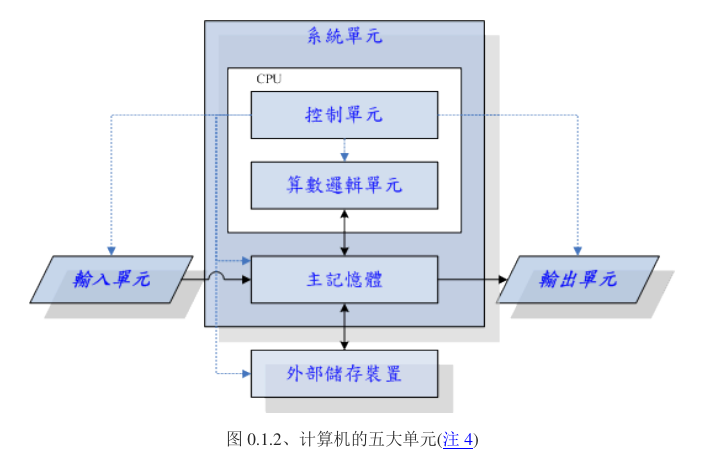 系統單元
CPU
控制單元
算數邏輯單元
輸入單元
主記憶體
輸出單元
外部儲存裝置
图 0.1.2、计算机的五大单元(注 4)